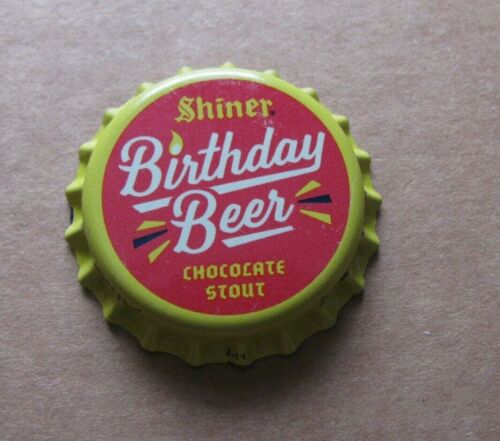 Shiner
Birthday
Beer
CHOCOLATE
STOUT